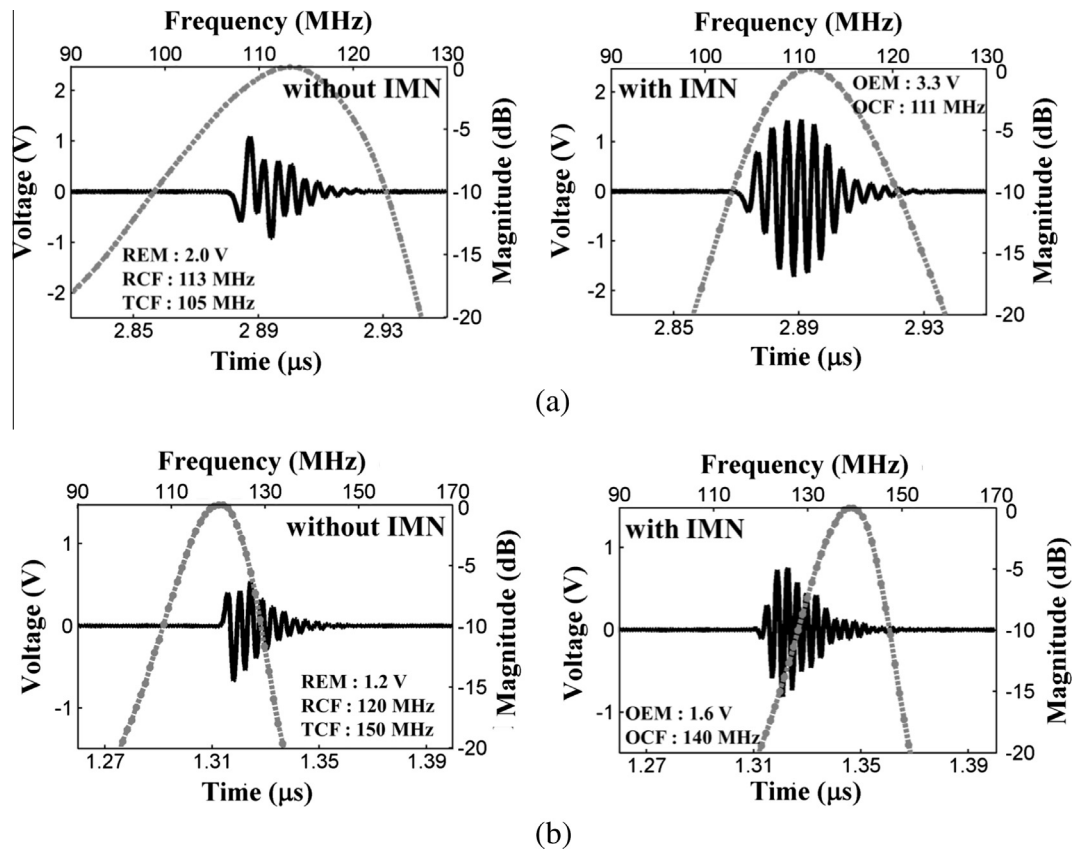 Frequency (MHz)
90 100 110 120 130
without IMN
Voltage (V)
2
1
0
-1
-2
0
-5
-10
-15
-20
Magnitude (dB)
REM : 2.0 V
RCF : 113 MHz
TCF : 105 MHz
2.85 2.89 2.93
Time (μs)
Frequency (MHz)
90 100 110 120 130
with IMN
OEM : 3.3 V
OCF : 111 MHz
Voltage (V)
2
1
0
-1
-2
0
-5
-10
-15
-20
Magnitude (dB)
2.85 2.89 2.93
Time (μs)
(a)
Frequency (MHz)
90 110 130 150 170
without IMN
Voltage (V)
1
0
-1
0
-5
-10
-15
-20
Magnitude (dB)
REM : 1.2 V
RCF : 120 MHz
TCF : 150 MHz
1.27 1.31 1.35 1.39
Time (μs)
Frequency (MHz)
90 110 130 150 170
with IMN
Voltage (V)
1
0
-1
0
-5
-10
-15
-20
Magnitude (dB)
OEM : 1.6 V
OCF : 140 MHz
1.27 1.31 1.35 1.39
Time (μs)
(b)